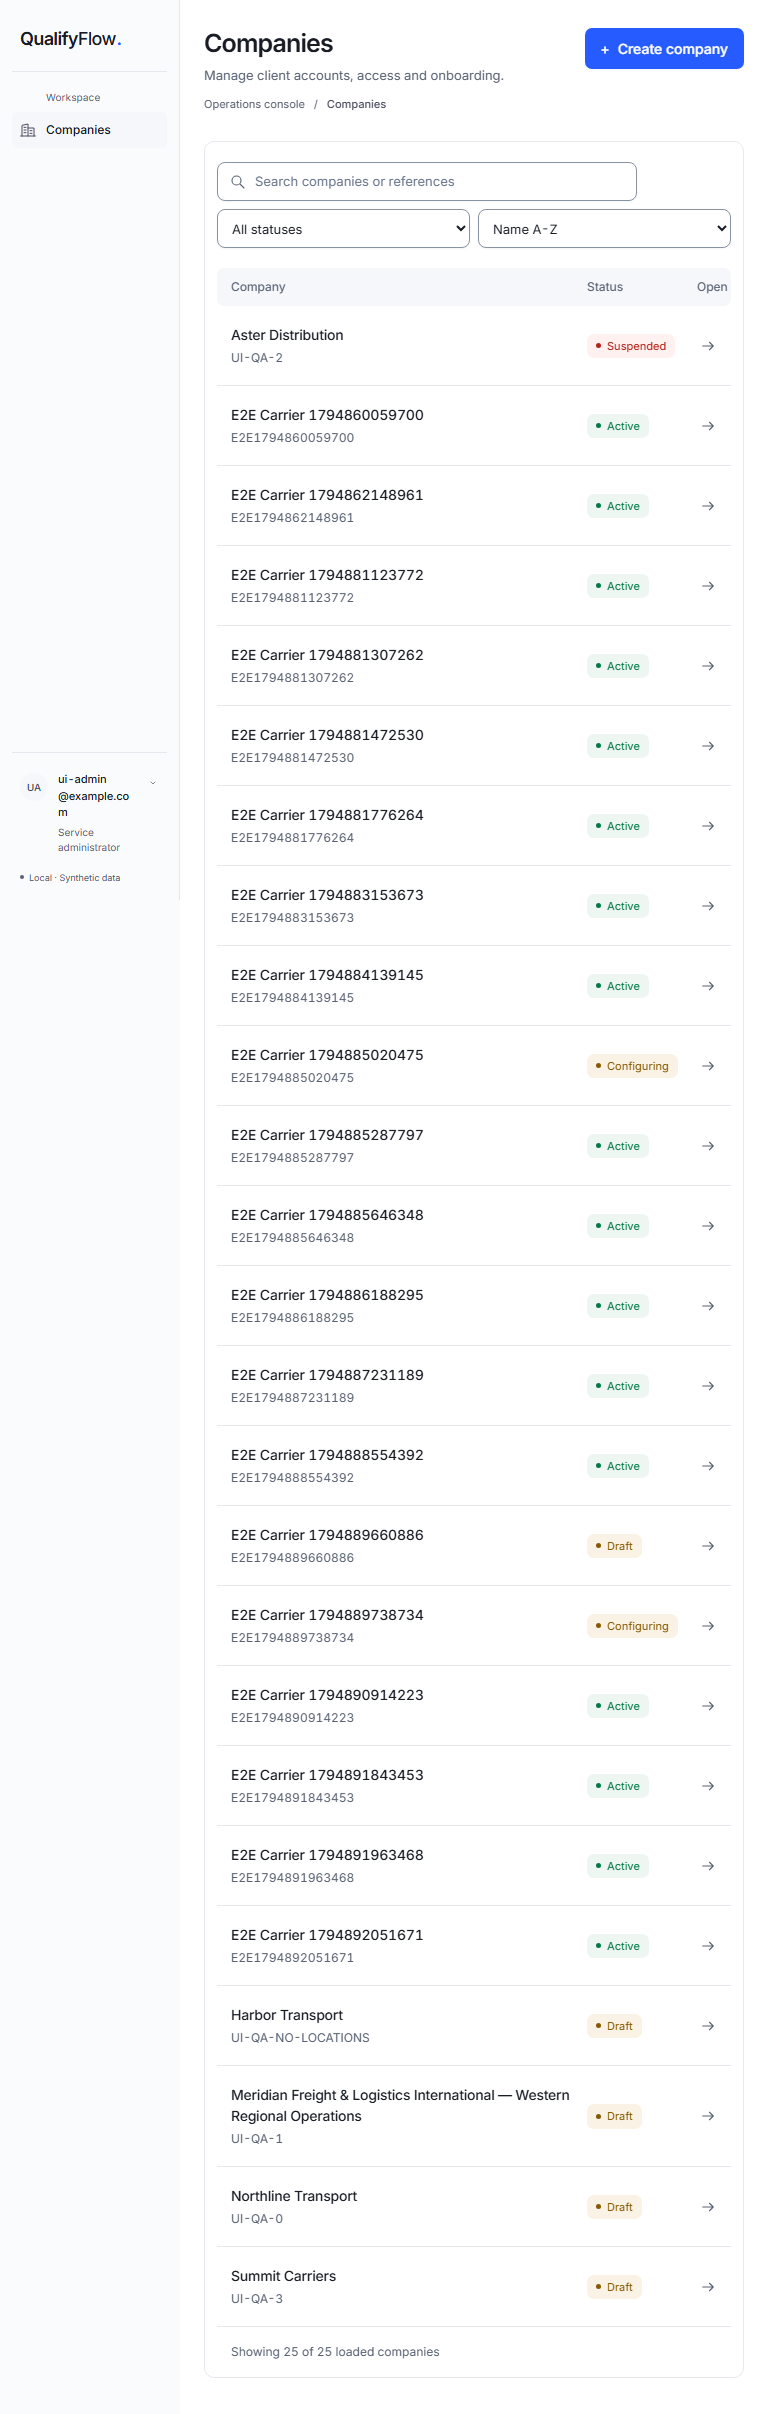 QualifyFlow.
Workspace
Companies
UA
ui-admin
@example.co
m
Service
administrator
Local · Synthetic data
Companies
+ Create company
Manage client accounts, access and onboarding.
Operations console / Companies
Search companies or references
All statuses
Name A-Z
Company Status Open
Aster Distribution
UI-QA-2
Suspended
E2E Carrier 1794860059700
E2E1794860059700
Active
E2E Carrier 1794862148961
E2E1794862148961
Active
E2E Carrier 1794881123772
E2E1794881123772
Active
E2E Carrier 1794881307262
E2E1794881307262
Active
E2E Carrier 1794881472530
E2E1794881472530
Active
E2E Carrier 1794881776264
E2E1794881776264
Active
E2E Carrier 1794883153673
E2E1794883153673
Active
E2E Carrier 1794884139145
E2E1794884139145
Active
E2E Carrier 1794885020475
E2E1794885020475
Configuring
E2E Carrier 1794885287797
E2E1794885287797
Active
E2E Carrier 1794885646348
E2E1794885646348
Active
E2E Carrier 1794886188295
E2E1794886188295
Active
E2E Carrier 1794887231189
E2E1794887231189
Active
E2E Carrier 1794888554392
E2E1794888554392
Active
E2E Carrier 1794889660886
E2E1794889660886
Draft
E2E Carrier 1794889738734
E2E1794889738734
Configuring
E2E Carrier 1794890914223
E2E1794890914223
Active
E2E Carrier 1794891843453
E2E1794891843453
Active
E2E Carrier 1794891963468
E2E1794891963468
Active
E2E Carrier 1794892051671
E2E1794892051671
Active
Harbor Transport
UI-QA-NO-LOCATIONS
Draft
Meridian Freight & Logistics International — Western
Regional Operations
UI-QA-1
Draft
Northline Transport
UI-QA-0
Draft
Summit Carriers
UI-QA-3
Draft
Showing 25 of 25 loaded companies